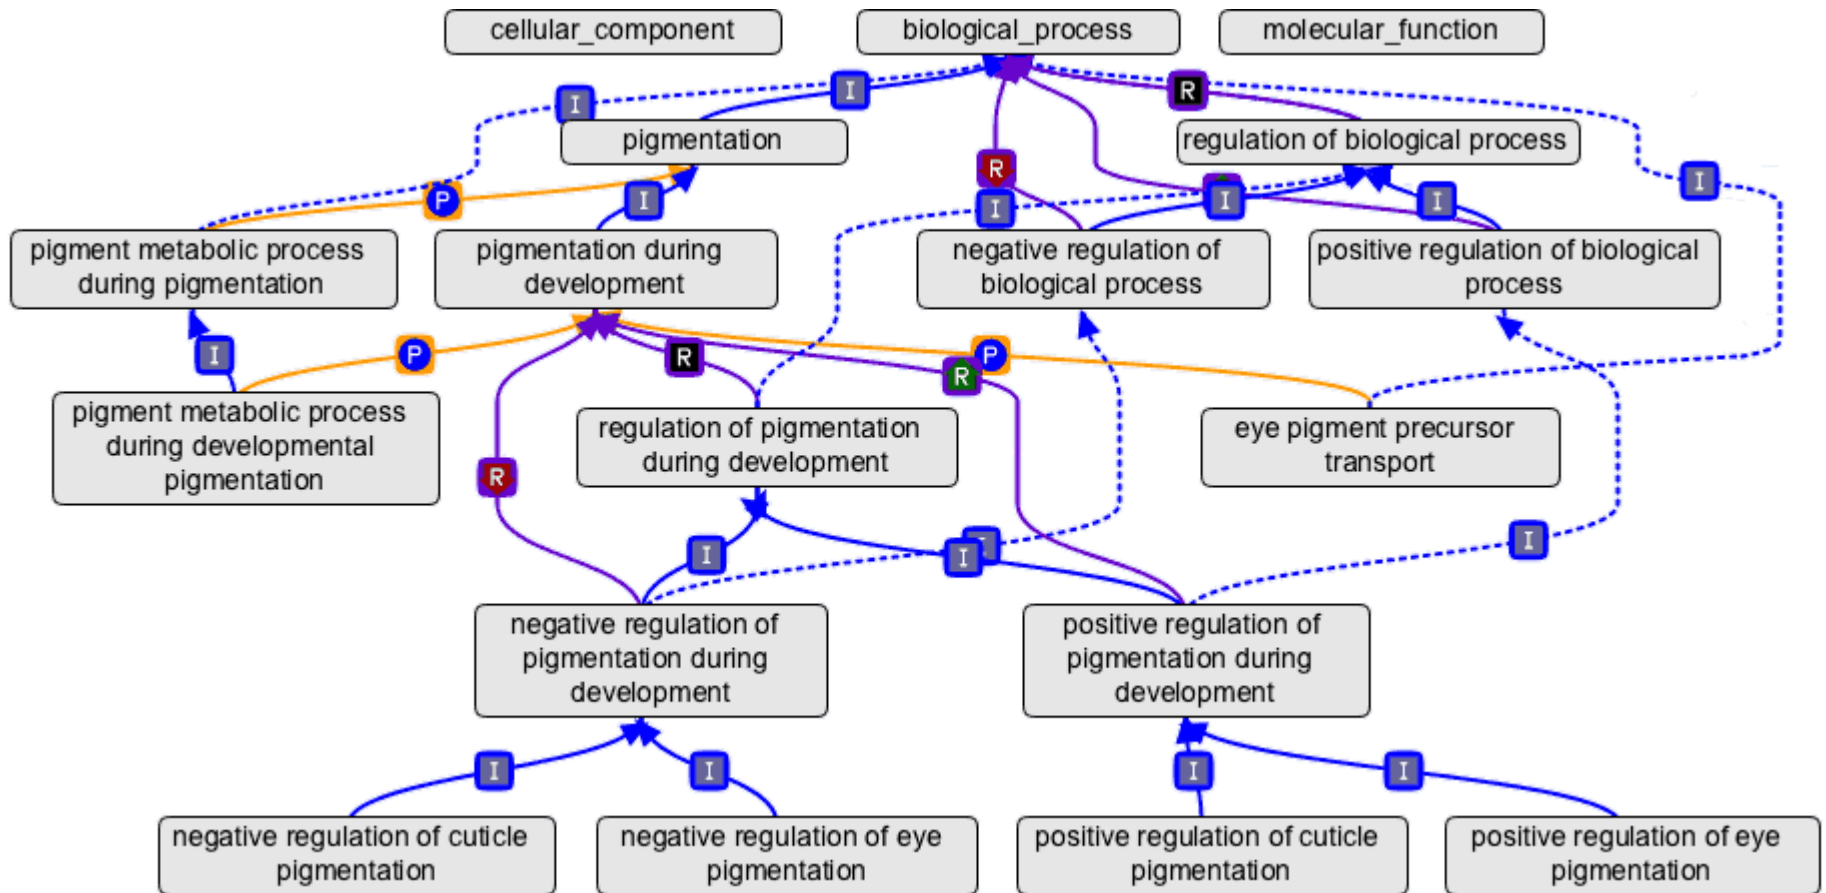 cellular_component
biological_process
molecular_function
I
I
R
pigmentation
regulation of biological process
R
I
P
I
I
I
I
pigment metabolic process
during pigmentation
pigmentation during
development
negative regulation of
biological process
positive regulation of biological
process
I
P
R
P
R
pigment metabolic process
during developmental
pigmentation
regulation of pigmentation
during development
eye pigment precursor
transport
R
I
I
I
I
negative regulation of
pigmentation during
development
positive regulation of
pigmentation during
development
I
I
I
I
negative regulation of cuticle
pigmentation
negative regulation of eye
pigmentation
positive regulation of cuticle
pigmentation
positive regulation of eye
pigmentation